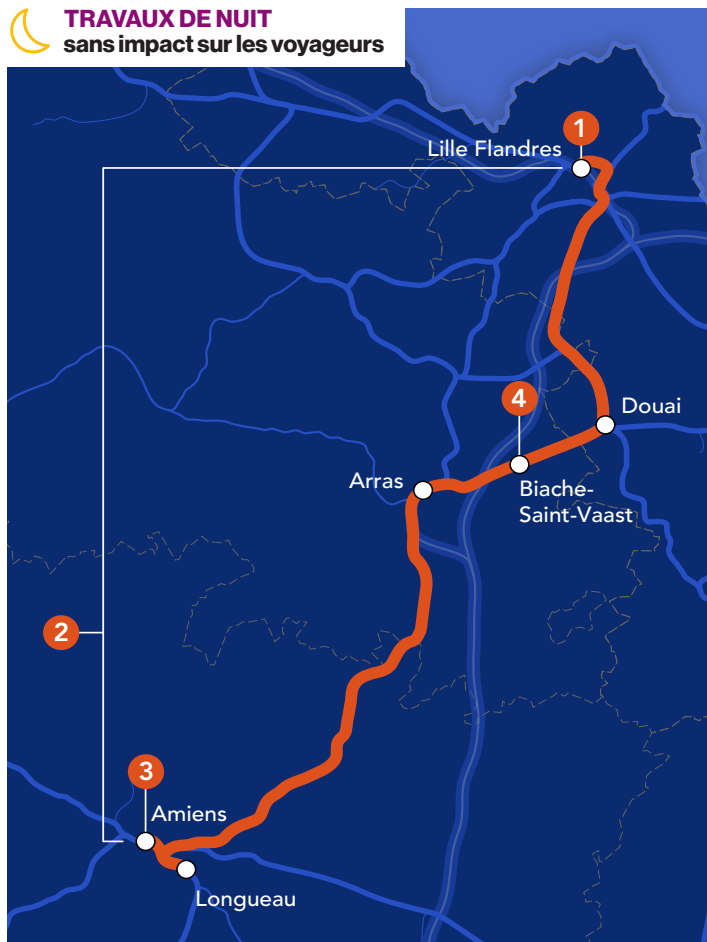 TRAVAUX DE NUIT
sans impact sur les voyageurs
1
Lille Flandres
4
Douai
Arras
Biache-
Saint-Vaast
2
3
Amiens
Longueau